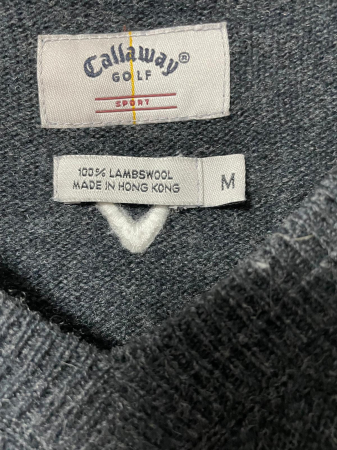 Callaway®
GOLF
SPORT
100% LAMBSWOOL
MADE IN HONG KONG
M